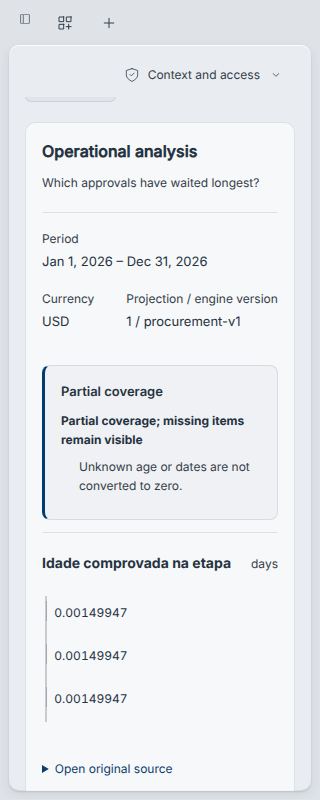 Context and access
Operational analysis
Which approvals have waited longest?
Period
Jan 1, 2026 – Dec 31, 2026
Currency
Projection / engine version
USD
1 / procurement-v1
Partial coverage
Partial coverage; missing items
remain visible
Unknown age or dates are not
converted to zero.
Idade comprovada na etapa
days
0.00149947
0.00149947
0.00149947
Open original source